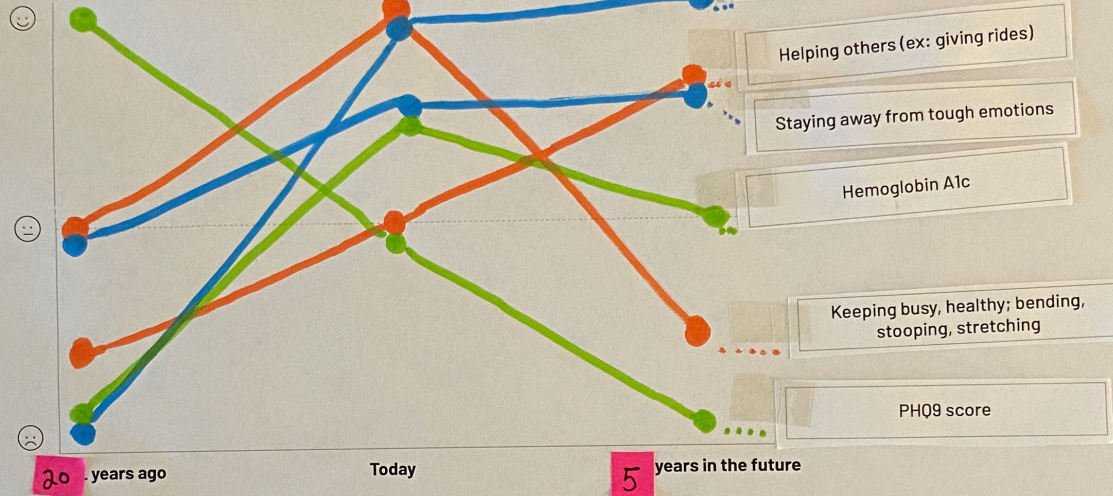 Helping others (ex: giving rides)
Staying away from tough emotions
Hemoglobin A1c
Keeping busy, healthy; bending,
stooping, stretching
PHQ9 score
20 years ago
Today
5 years in the future